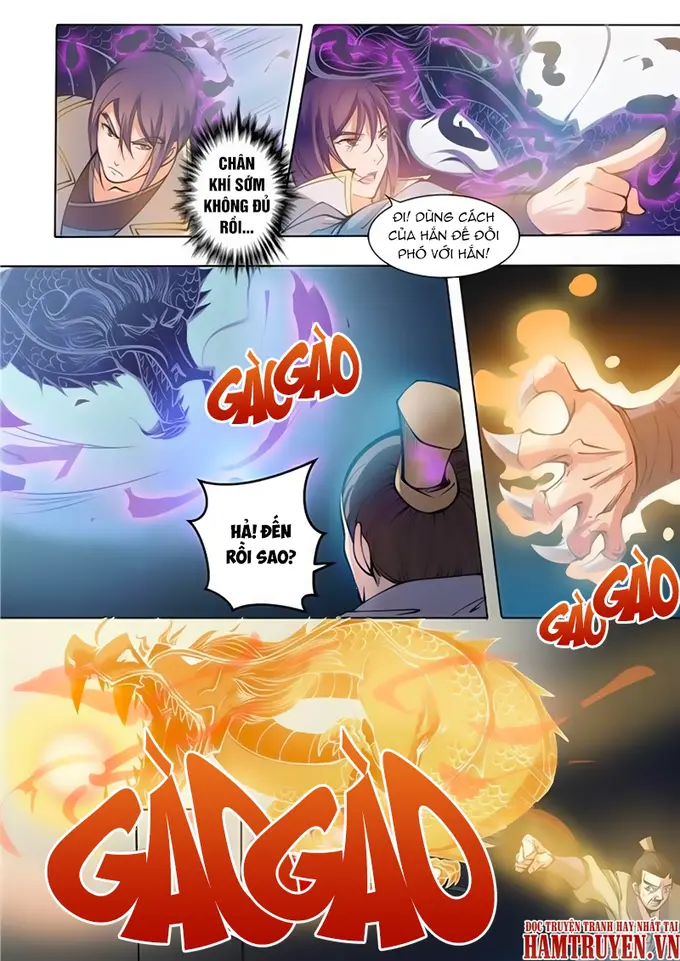 CHÂN
KHÍ SỚM
KHÔNG ĐỦ
RỒI...
ĐI! DÙNG CÁCH
CỦA HẮN ĐỂ ĐỐI
PHÓ VỚI HẮN!
GÀO
GÀO
HẢ! ĐẾN
RỒI SAO?
GÀO
GÀO
GÀO
GÀO
ĐỌC TRUYỆN TRANH HAY NHẤT TẠI
HAMTRUYEN.VN